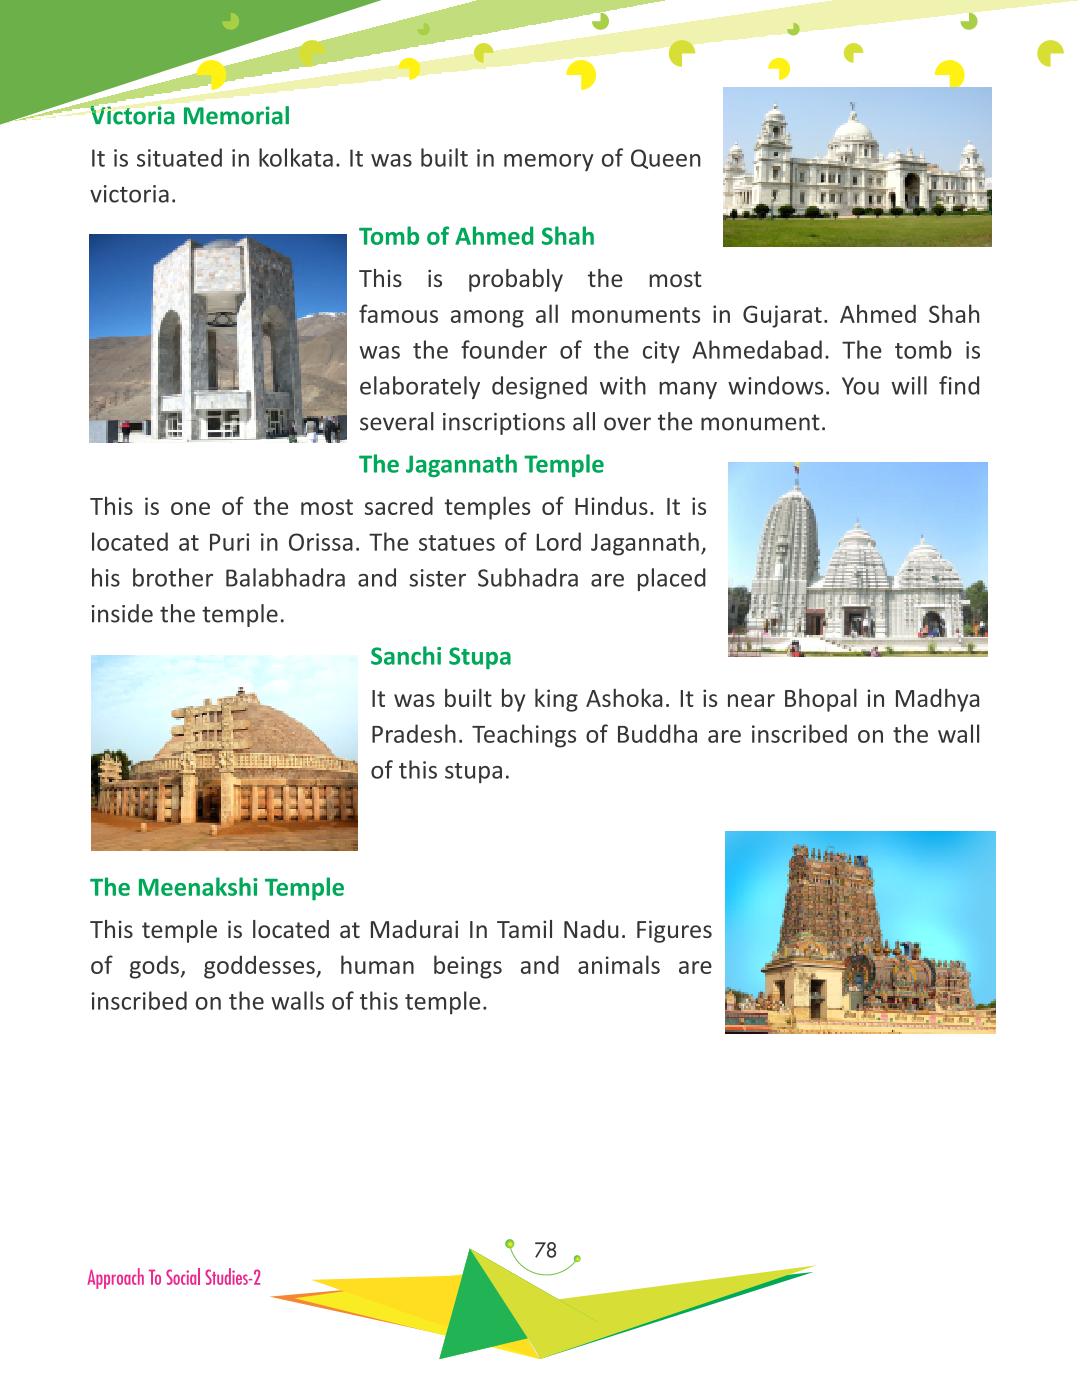 Victoria Memorial
It is situated in kolkata. It was built in memory of Queen
victoria.
Tomb of Ahmed Shah
This is probably the most
famous among all monuments in Gujarat. Ahmed Shah
was the founder of the city Ahmedabad. The tomb is
elaborately designed with many windows. You will find
several inscriptions all over the monument.
The Jagannath Temple
This is one of the most sacred temples of Hindus. It is
located at Puri in Orissa. The statues of Lord Jagannath,
his brother Balabhadra and sister Subhadra are placed
inside the temple.
Sanchi Stupa
It was built by king Ashoka. It is near Bhopal in Madhya
Pradesh. Teachings of Buddha are inscribed on the wall
of this stupa.
The Meenakshi Temple
This temple is located at Madurai In Tamil Nadu. Figures
of gods, goddesses, human beings and animals are
inscribed on the walls of this temple.
78
Approach To Social Studies-2